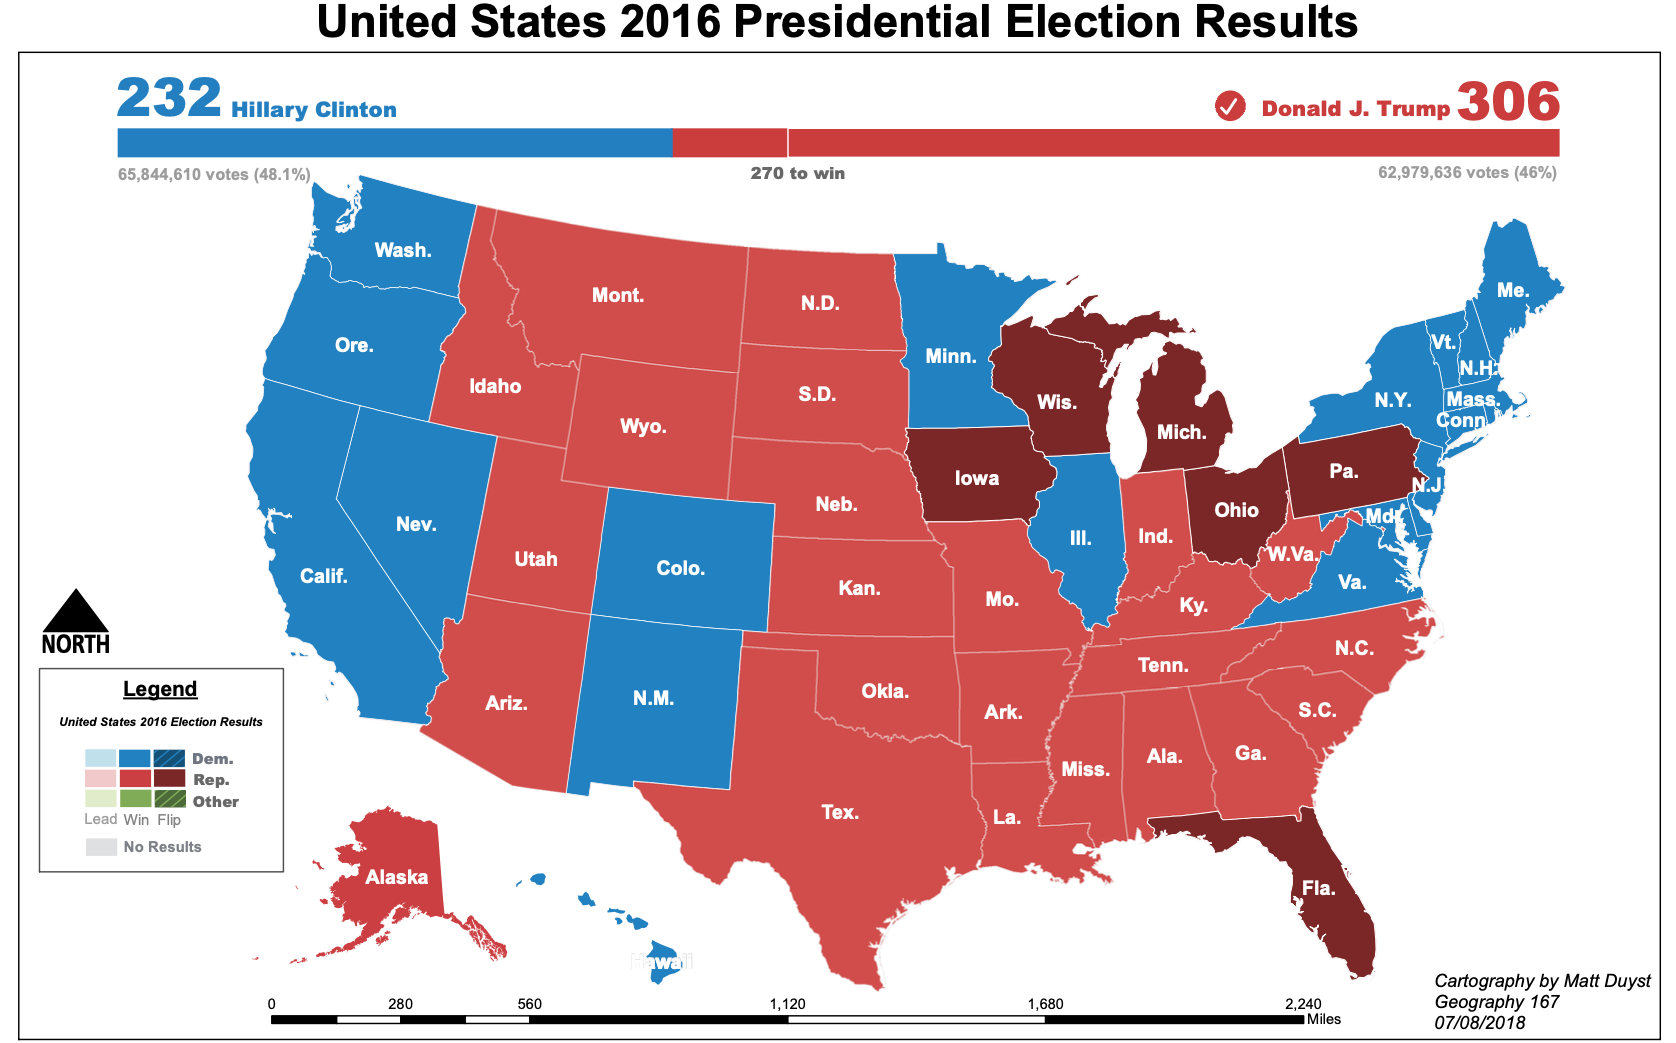 United States 2016 Presidential Election Results
232 Hillary Clinton
Donald J. Trump 306
65,844,610 votes (48.1%)
270 to win
62,979,636 votes (46%)
Wash.
Mont.
N.D.
Minn.
Me.
Ore.
Idaho
Wyo.
S.D.
Wis.
Mich.
Vt.
N.H.
N.Y.
Mass.
Conn
Iowa
Pa.
N.J
Nev.
Neb.
Ohio
Md.
Calif.
Utah
Colo.
Kan.
Mo.
Ill.
Ind.
W.Va.
Va.
Ky.
N.C.
Tenn.
Ariz.
N.M.
Okla.
Ark.
S.C.
Tex.
La.
Miss.
Ala.
Ga.
Fla.
Alaska
Hawaii
NORTH
Legend
United States 2016 Election Results
Dem.
Rep.
Other
Lead Win Flip
No Results
0 280 560 1,120 1,680 2,240
Miles
Cartography by Matt Duyst
Geography 167
07/08/2018